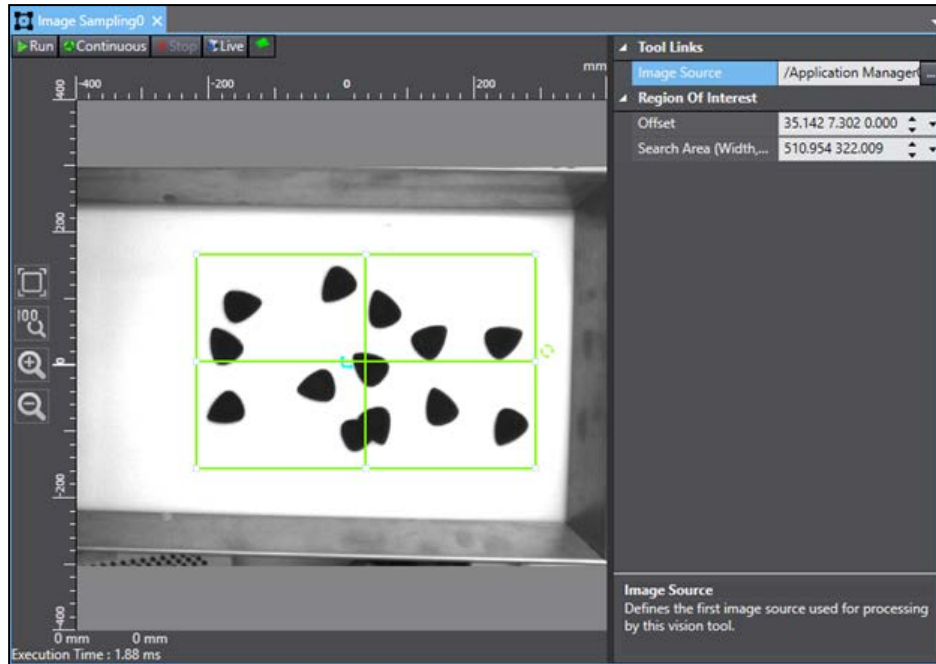 Image Sampling0
Run Continuous Stop Live
mm
400 -400 -200 0 200
200
0
-200
-400
100
0 mm 0 mm
Execution Time : 1.88 ms
Tool Links
Image Source /Application Manager ...
Region Of Interest
Offset 35.142 7.302 0.000
Search Area (Width,... 510.954 322.009
Image Source
Defines the first image source used for processing
by this vision tool.